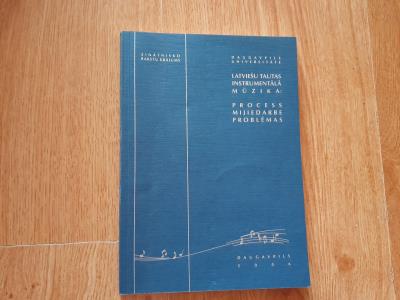 ZINĀTNISKO
RAKSTU KRĀJUMS
DAUGAVPILS
UNIVERSITĀTE
LATVIEŠU TAUTAS
INSTRUMENTĀLĀ
MŪZIKA:
PROCESS
MIJIEDARBE
PROBLĒMAS
DAUGAVPILS